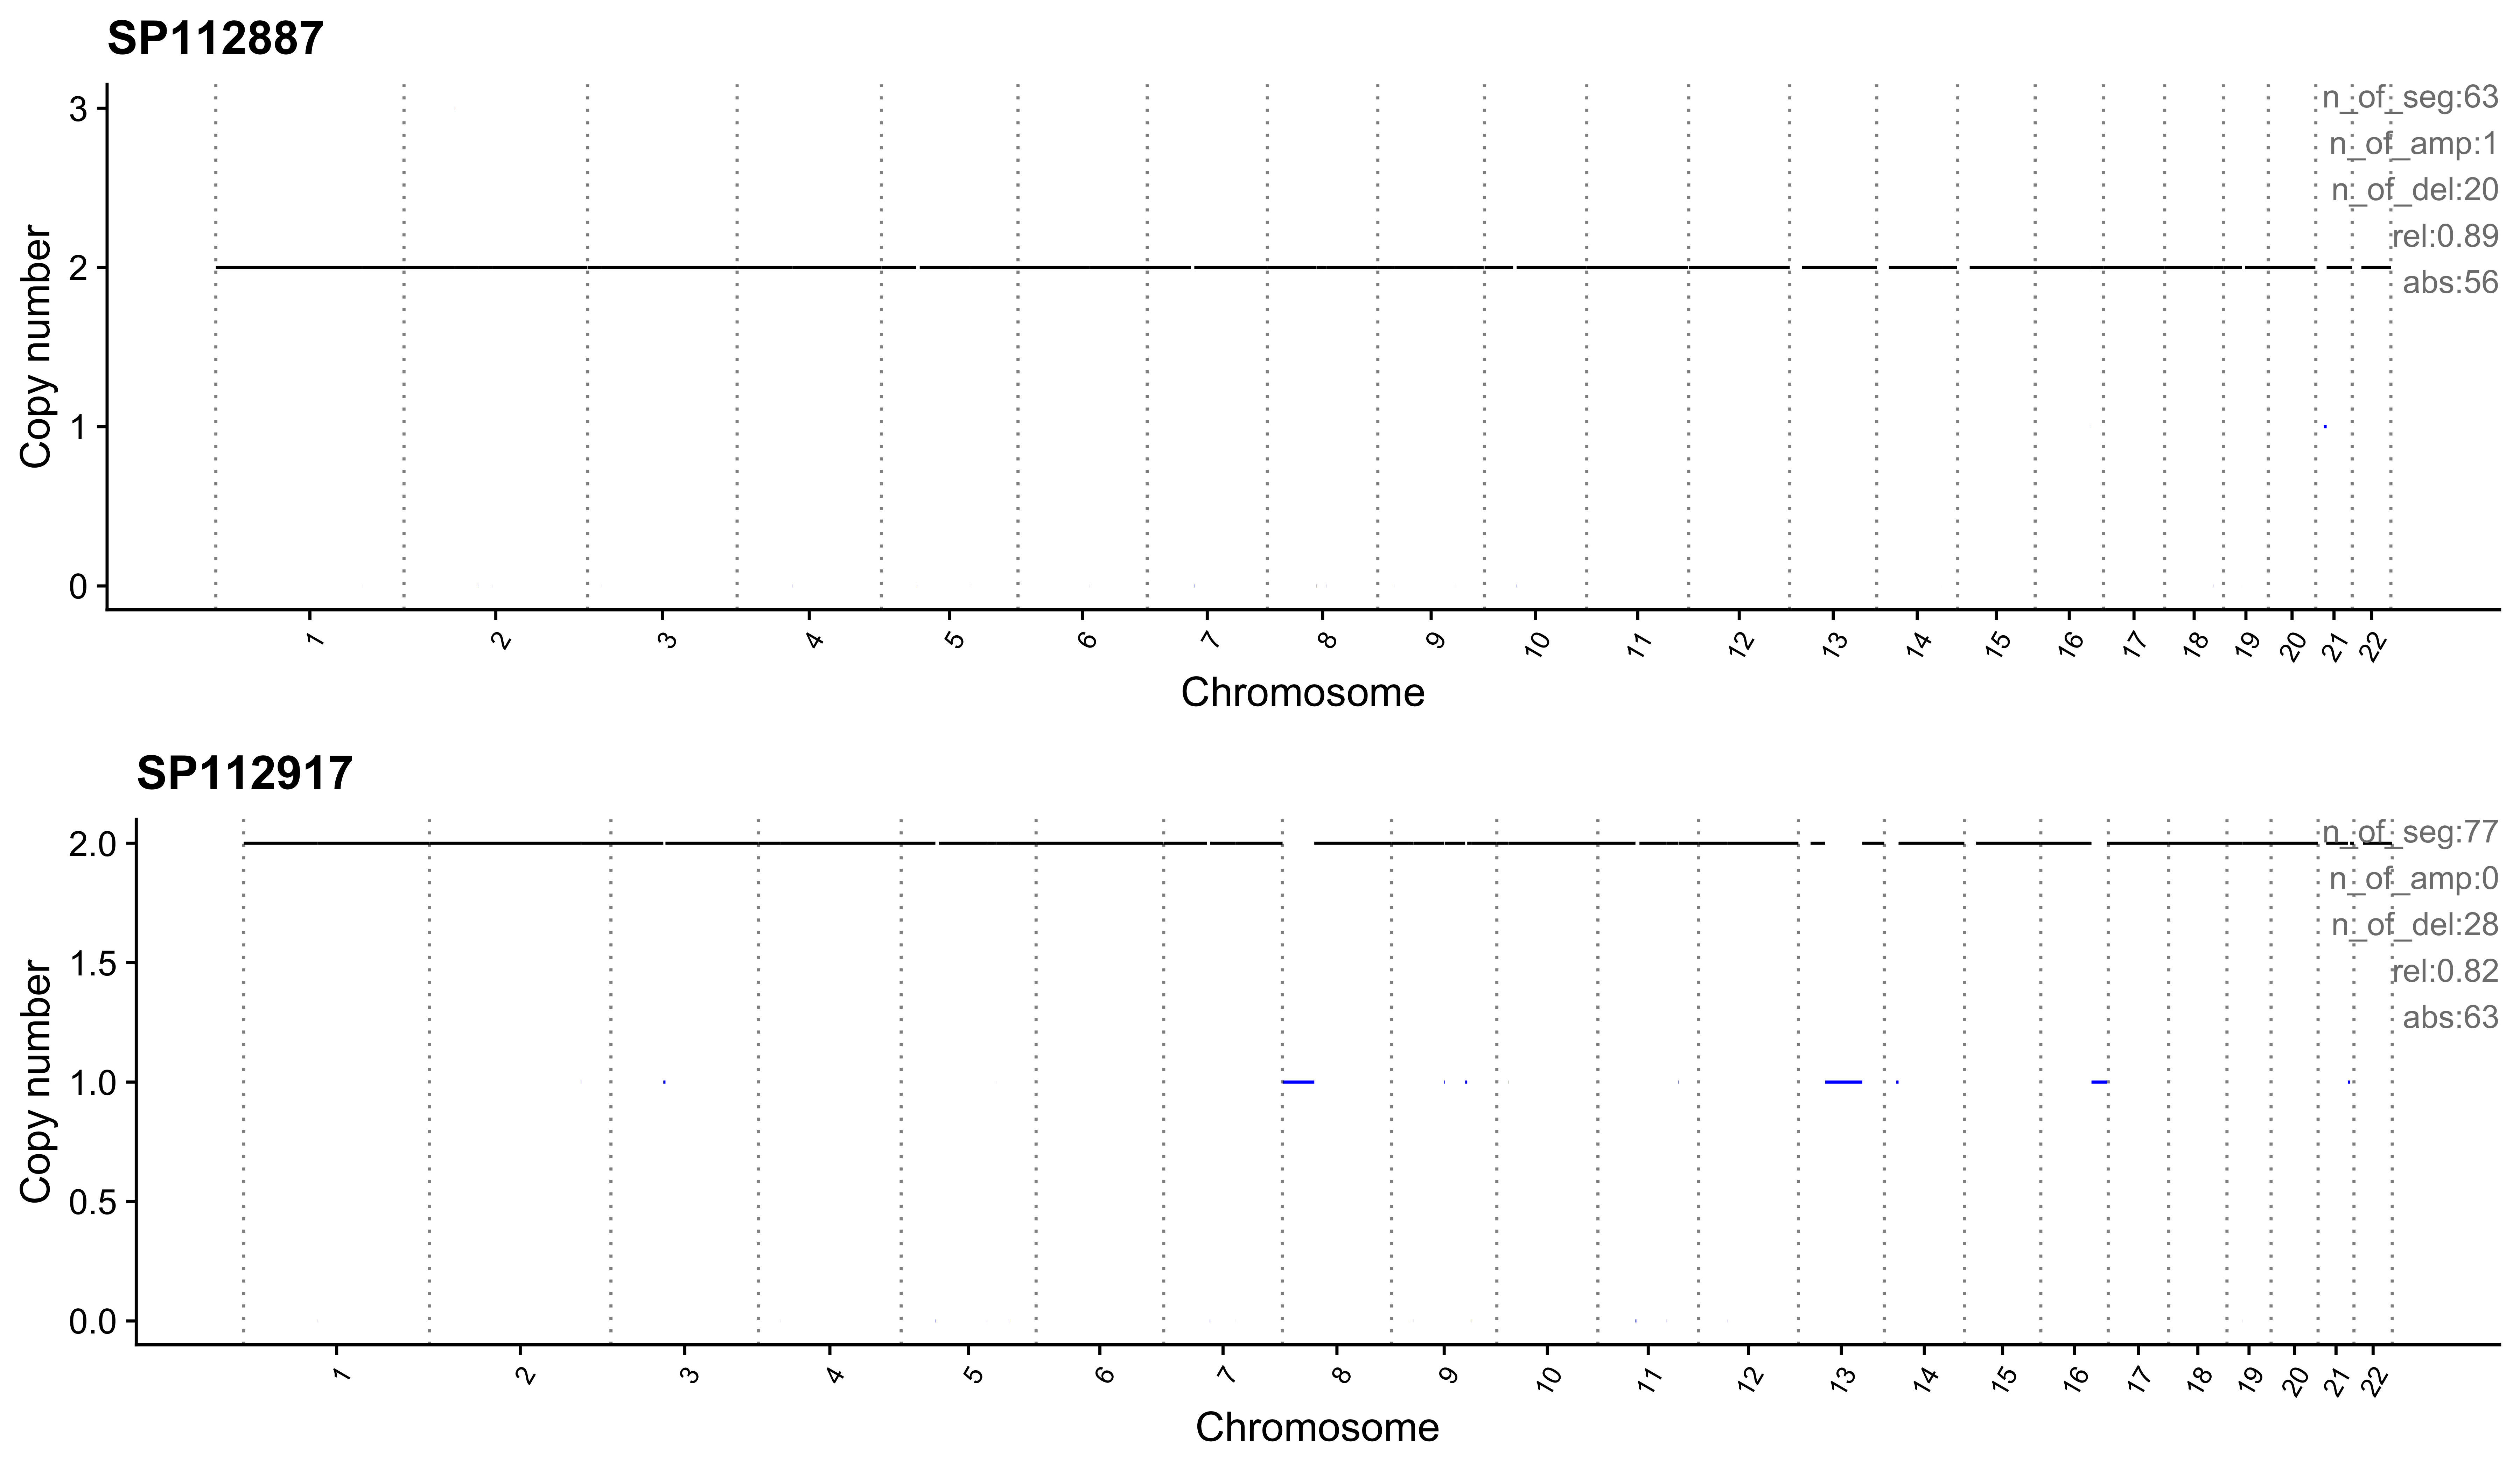 SP112887
3
2
1
0
Copy number
n_of_seg:63
n_of_amp:1
n_of_del:20
rel:0.89
abs:56
1 2 3 4 5 6 7 8 9 10 11 12 13 14 15 16 17 18 19 20 21 22
Chromosome
SP112917
2.0
1.5
1.0
0.5
0.0
Copy number
n_of_seg:77
n_of_amp:0
n_of_del:28
rel:0.82
abs:63
1 2 3 4 5 6 7 8 9 10 11 12 13 14 15 16 17 18 19 20 21 22
Chromosome